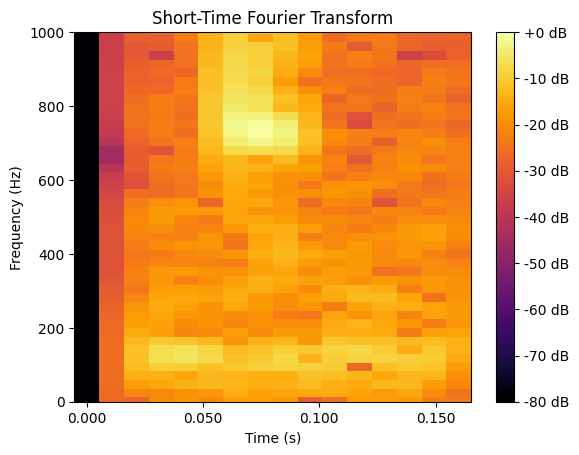 Short-Time Fourier Transform
Frequency (Hz)
1000
800
600
400
200
0
0.000
0.050
0.100
0.150
Time (s)
+0 dB
-10 dB
-20 dB
-30 dB
-40 dB
-50 dB
-60 dB
-70 dB
-80 dB